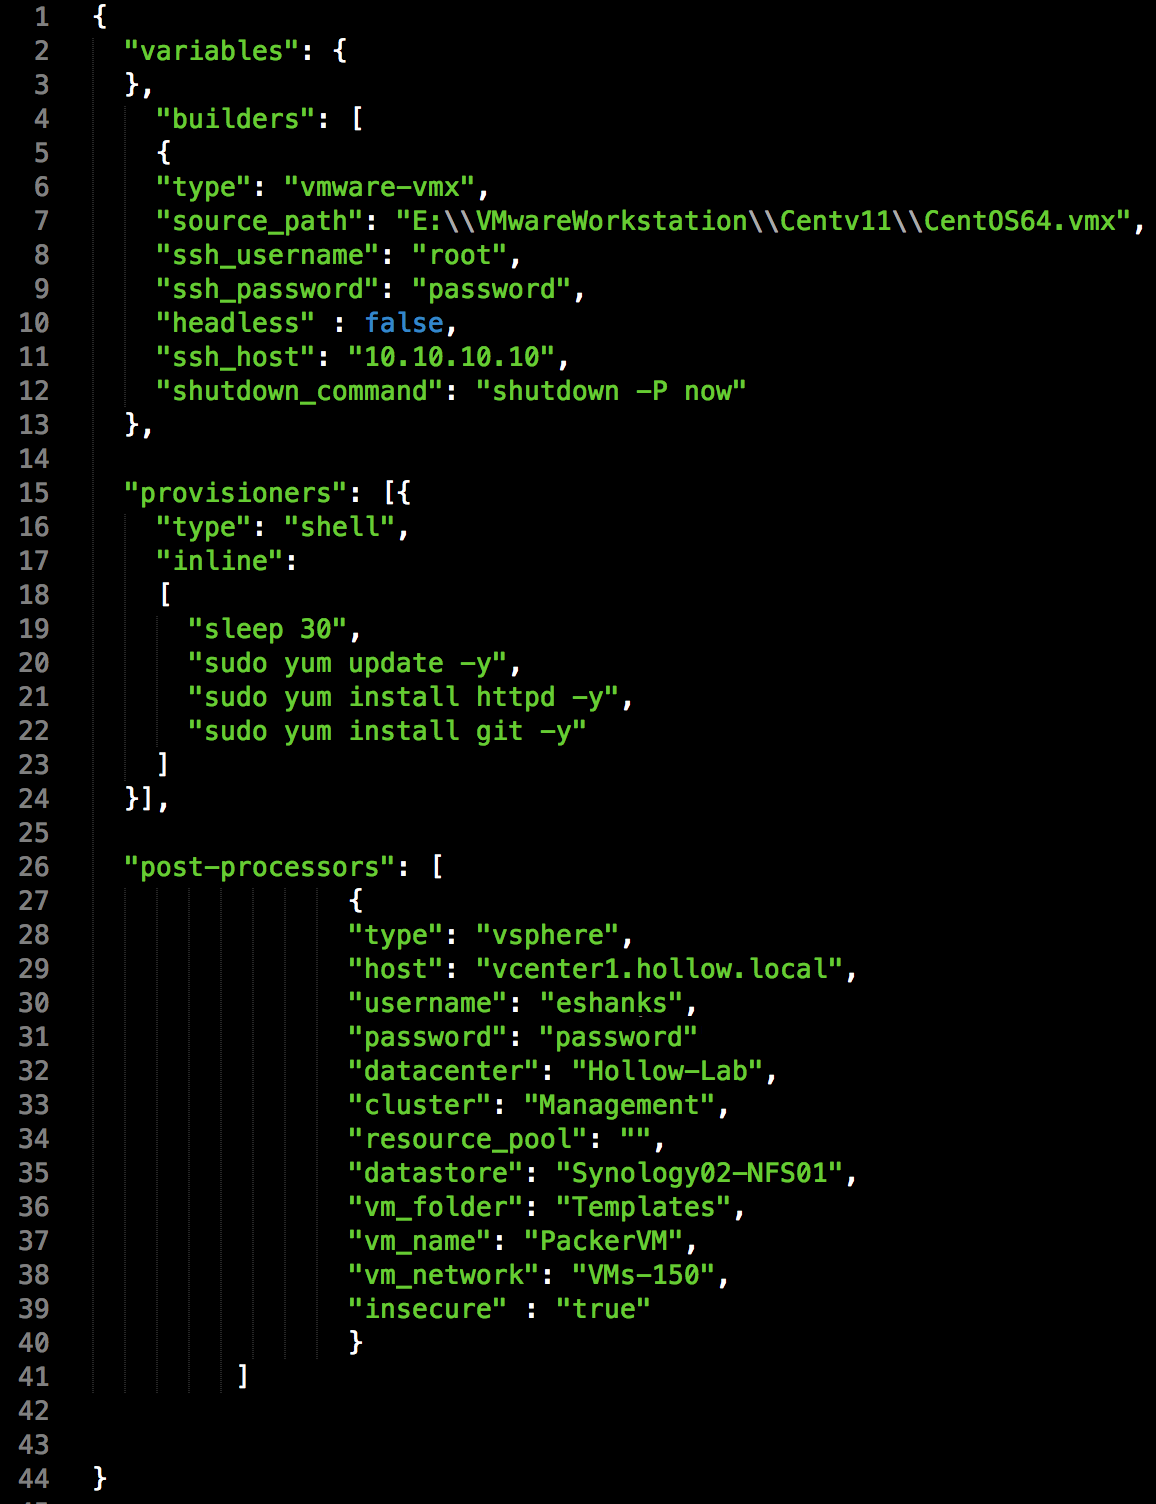 1 {
2 "variables": {
3 },
4 "builders": [
5 {
6 "type": "vmware-vmx",
7 "source_path": "E:\\VMwareWorkstation\\Centv11\\CentOS64.vmx",
8 "ssh_username": "root",
9 "ssh_password": "password",
10 "headless" : false,
11 "ssh_host": "10.10.10.10",
12 "shutdown_command": "shutdown -P now"
13 },
14
15 "provisioners": [{
16 "type": "shell",
17 "inline":
18 [
19 "sleep 30",
20 "sudo yum update -y",
21 "sudo yum install httpd -y",
22 "sudo yum install git -y"
23 ]
24 }],
25
26 "post-processors": [
27 {
28 "type": "vsphere",
29 "host": "vcenter1.hollow.local",
30 "username": "eshanks",
31 "password": "password"
32 "datacenter": "Hollow-Lab",
33 "cluster": "Management",
34 "resource_pool": "",
35 "datastore": "Synology02-NFS01",
36 "vm_folder": "Templates",
37 "vm_name": "PackerVM",
38 "vm_network": "VMs-150",
39 "insecure" : "true"
40 }
41 ]
42
43
44 }